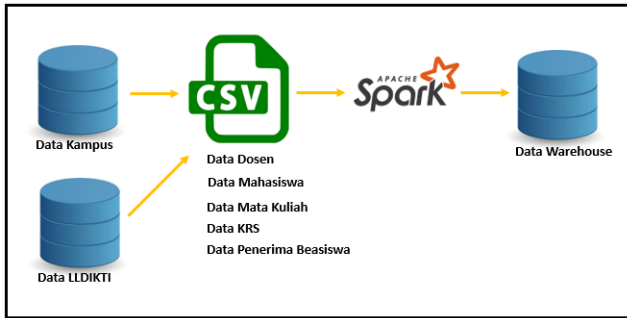 Data Kampus
Data LLDIKTI
CSV
Data Dosen
Data Mahasiswa
Data Mata Kuliah
Data KRS
Data Penerima Beasiswa
APACHE
Spark
Data Warehouse